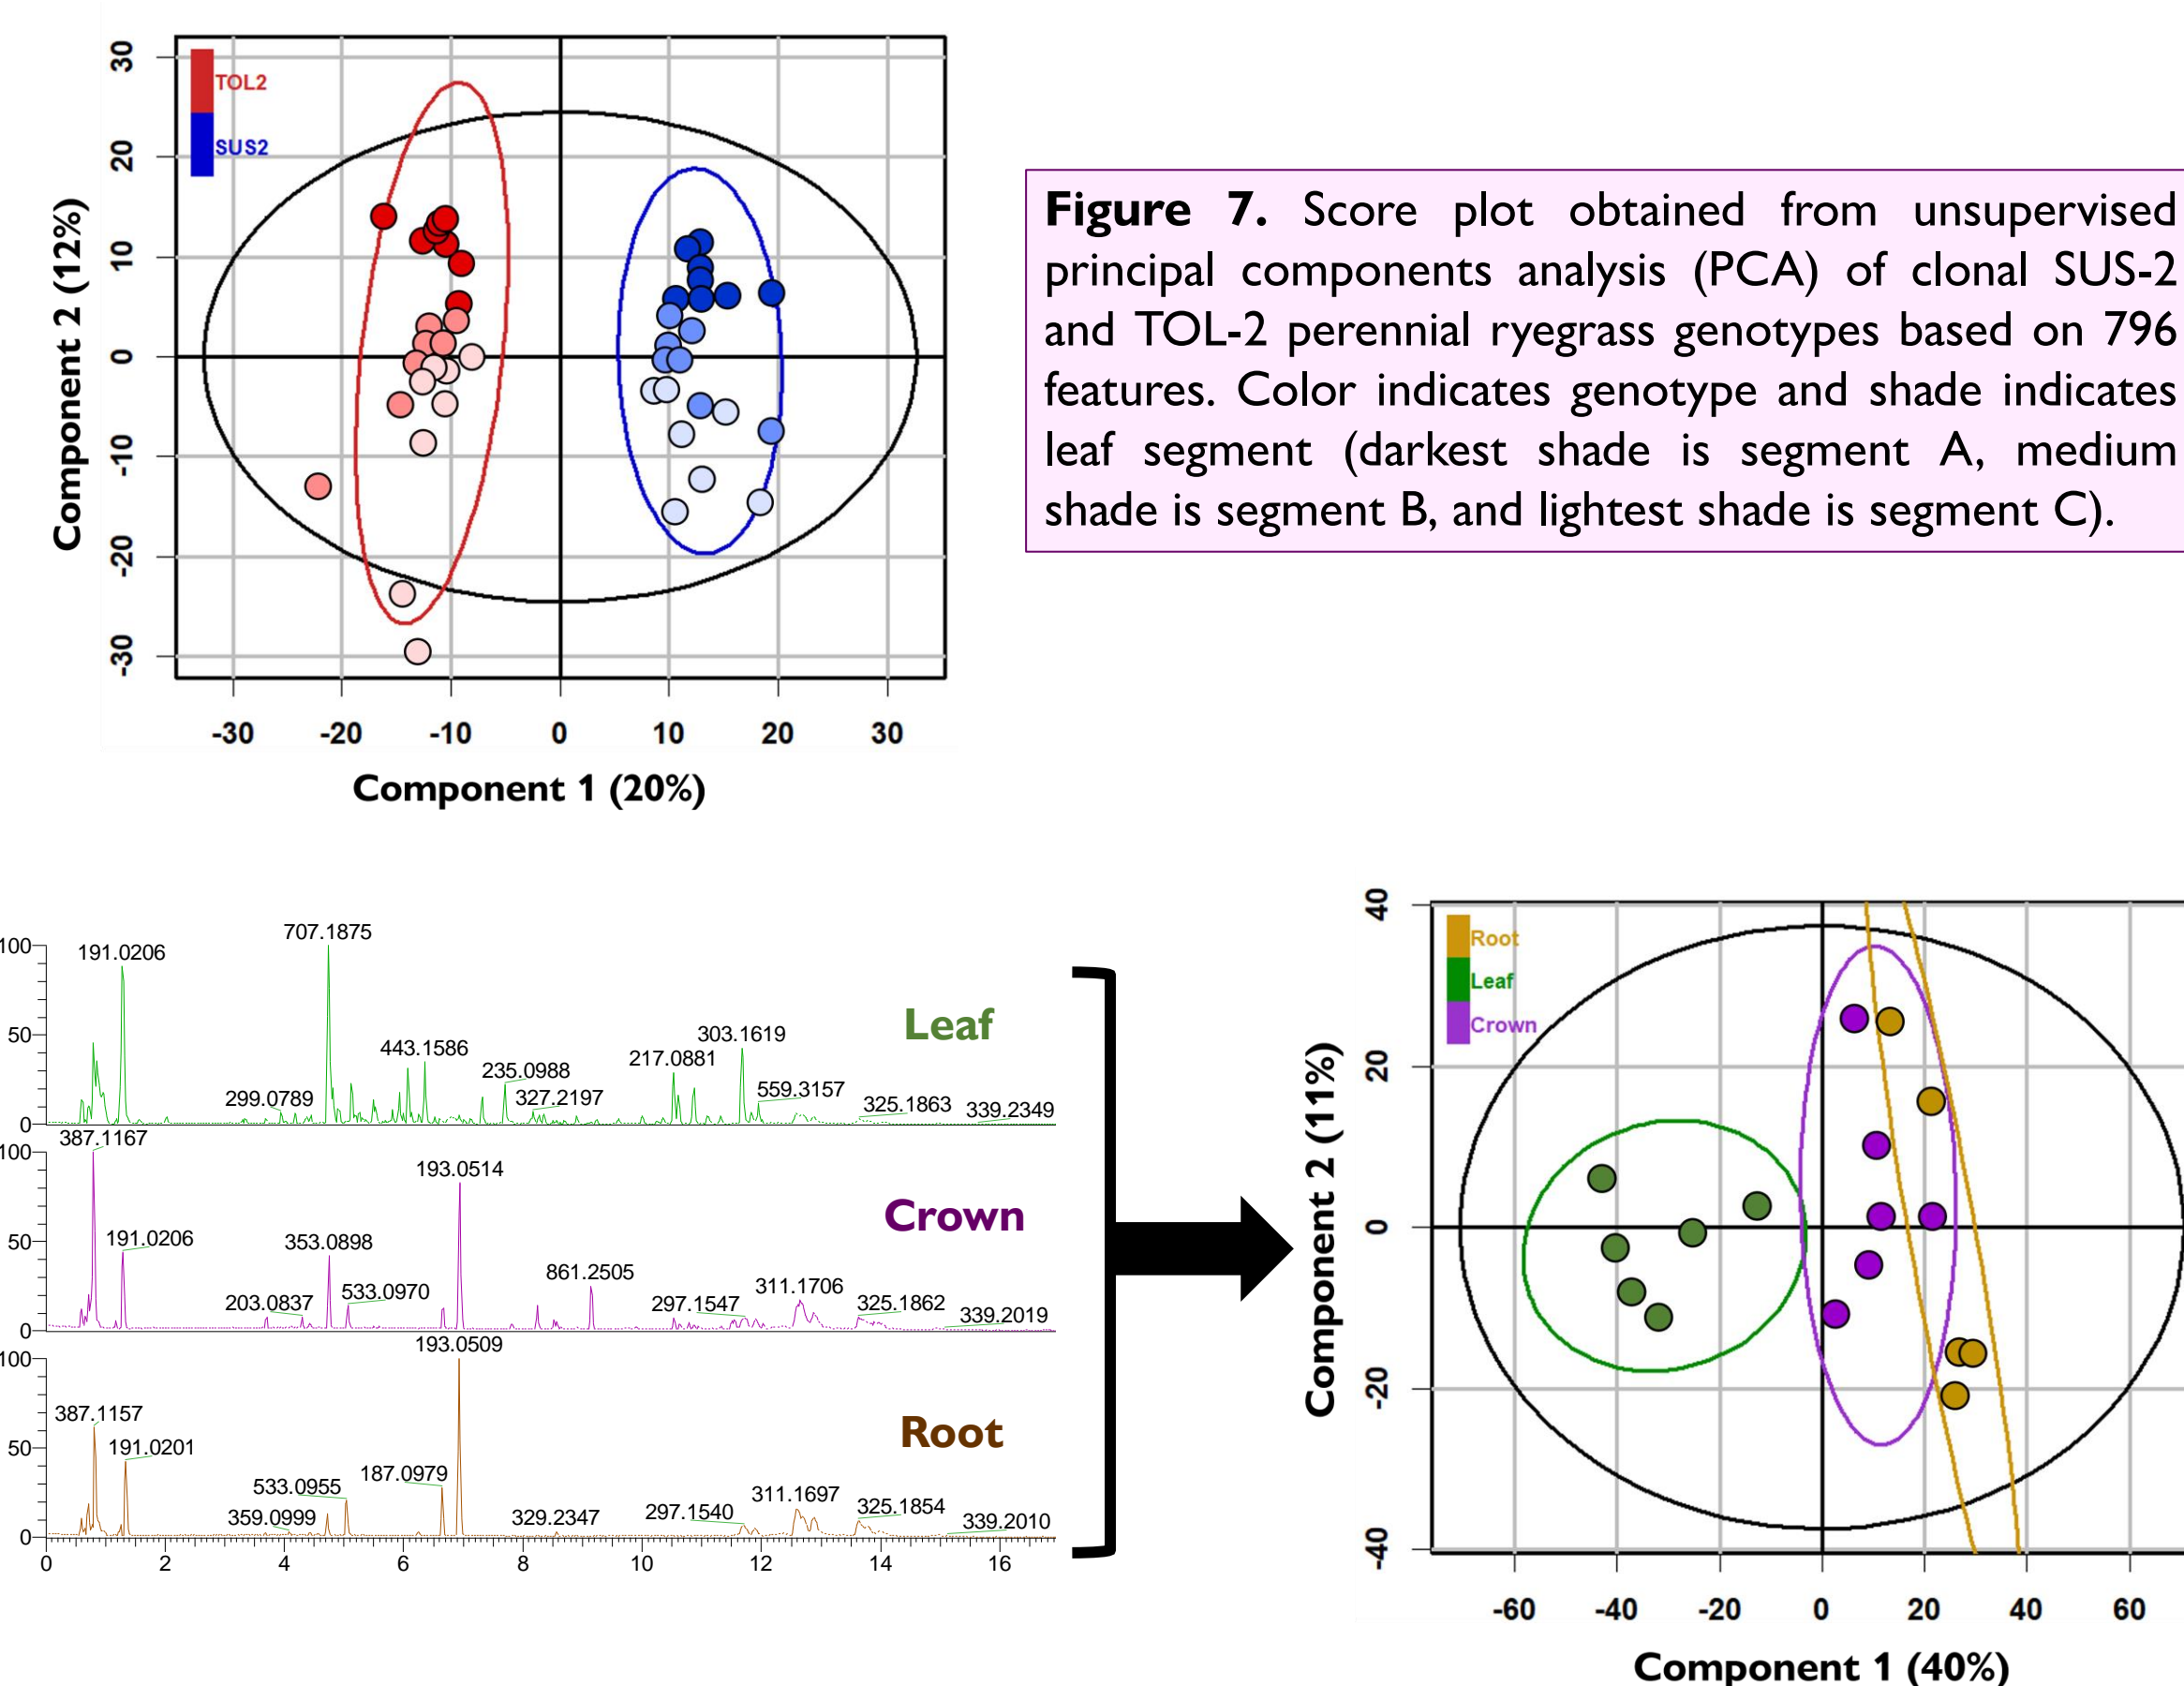 TOL2
SUS2
30
20
10
0
-10
-20
-30
Component 2 (12%)
-30 -20 -10 0 10 20 30
Component 1 (20%)
Figure 7. Score plot obtained from unsupervised
principal components analysis (PCA) of clonal SUS-2
and TOL-2 perennial ryegrass genotypes based on 796
features. Color indicates genotype and shade indicates
leaf segment (darkest shade is segment A, medium
shade is segment B, and lightest shade is segment C).
707.1875
100 191.0206
50 443.1586 303.1619
217.0881
235.0988
299.0789 327.2197 559.3157
325.1863 339.2349
0
Leaf
387.1167
100 193.0514
50 191.0206 353.0898
861.2505
203.0837 533.0970 297.1547 311.1706 325.1862 339.2019
0
Crown
193.0509
100
387.1157
50 191.0201
533.0955 187.0979
359.0999 329.2347 297.1540 311.1697 325.1854 339.2010
0
Root
0 2 4 6 8 10 12 14 16
Root
Leaf
Crown
40
20
0
-20
-40
Component 2 (11%)
-60 -40 -20 0 20 40 60
Component 1 (40%)